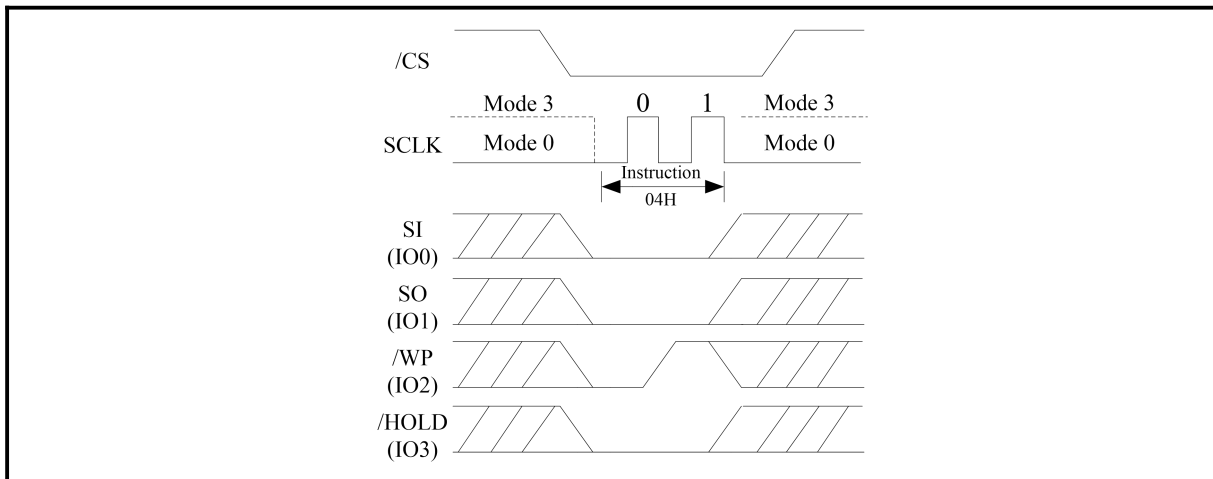 /CS
Mode 3 0 1 Mode 3
SCLK Mode 0 Mode 0
Instruction
04H
SI
(IO0)
SO
(IO1)
/WP
(IO2)
/HOLD
(IO3)